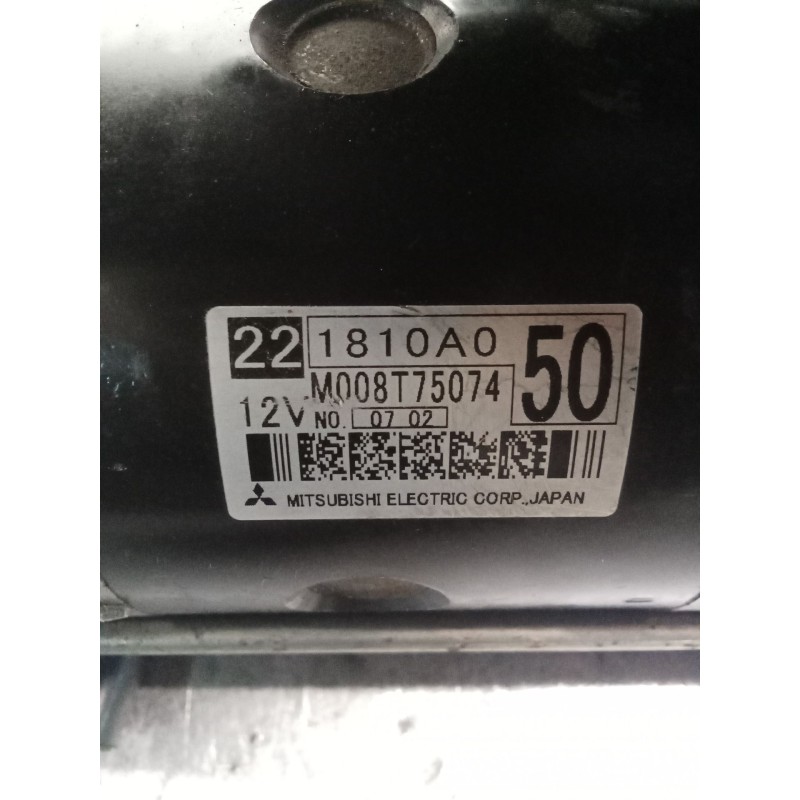 22 1810A0 50
M008T75074
12V NO. 07 02
MITSUBISHI ELECTRIC CORP., JAPAN